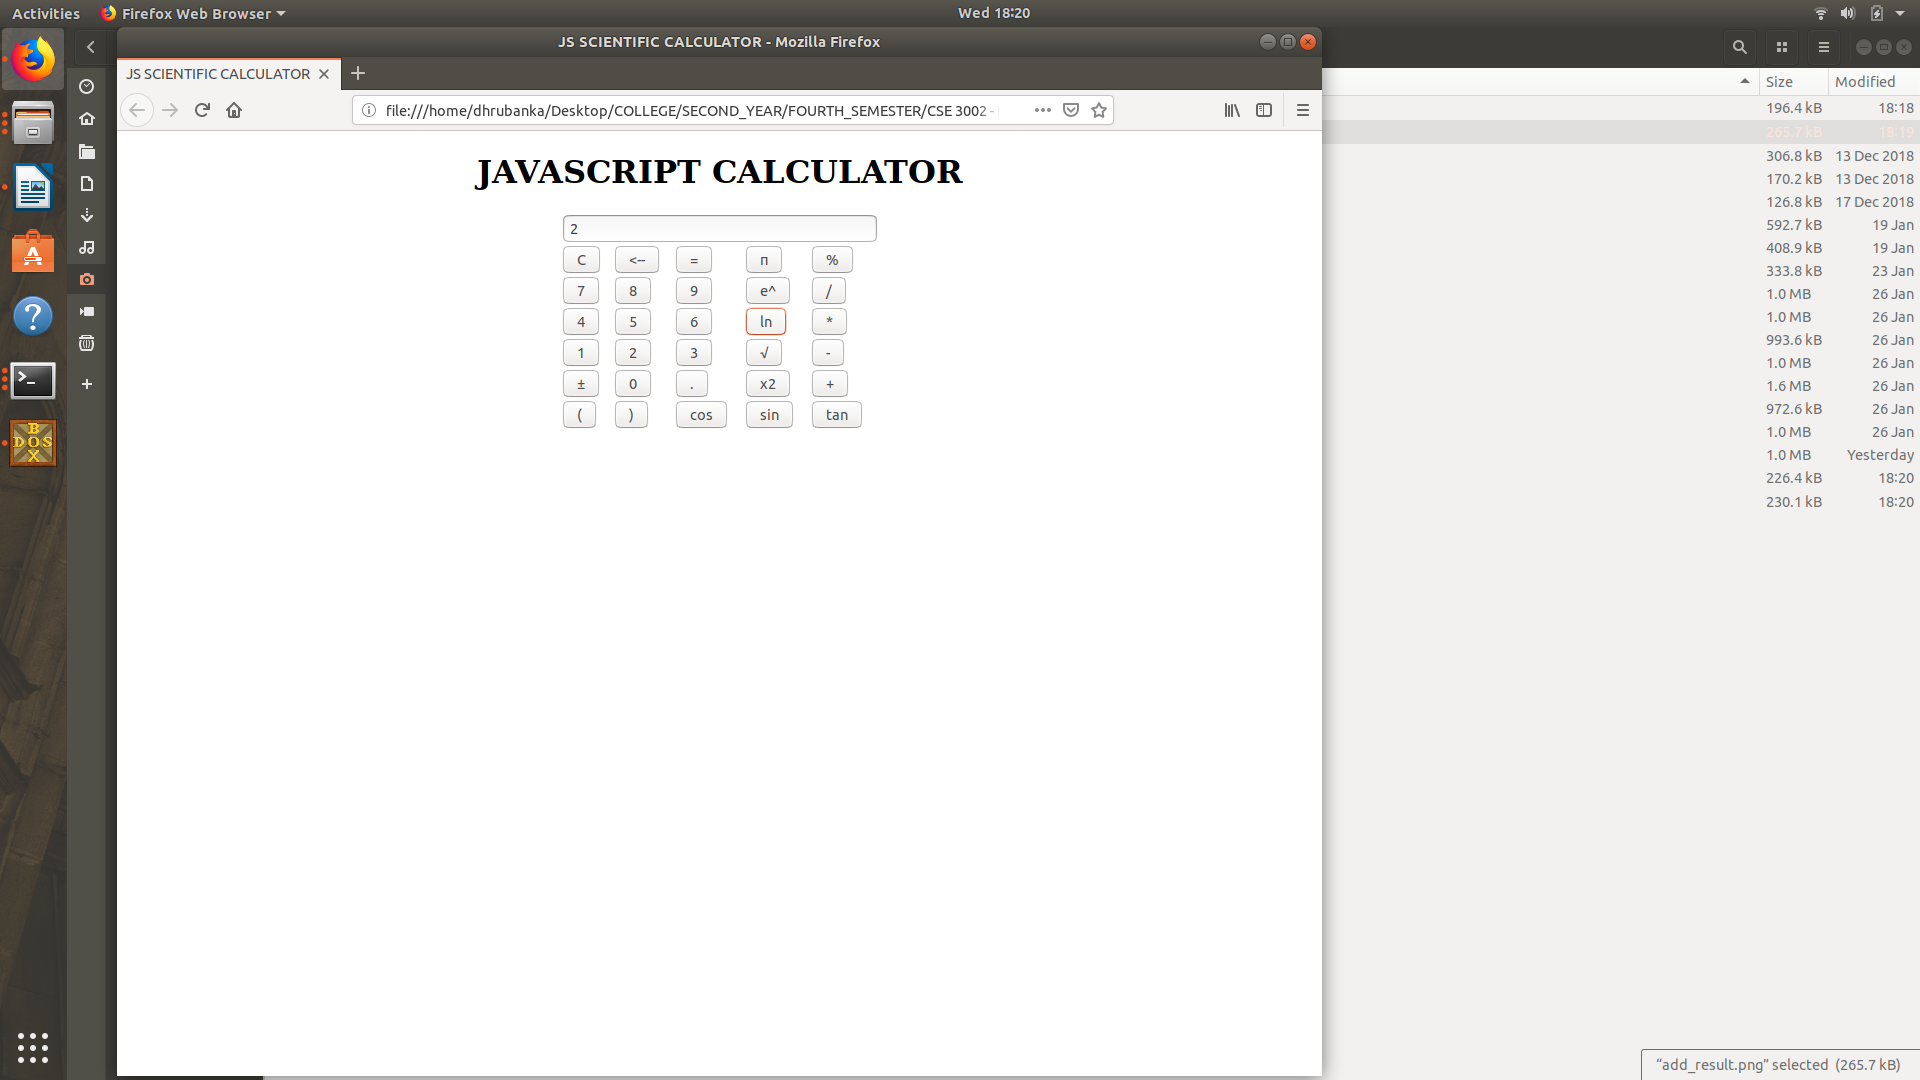 Activities Firefox Web Browser Wed 18:20
JS SCIENTIFIC CALCULATOR - Mozilla Firefox
JS SCIENTIFIC CALCULATOR
file:///home/dhrubanka/Desktop/COLLEGE/SECOND_YEAR/FOURTH_SEMESTER/CSE 3002 -
JAVASCRIPT CALCULATOR
2
C <-- = п %
7 8 9 e^ /
4 5 6 ln *
1 2 3 √ -
± 0 . x2 +
( ) cos sin tan
Size Modified
196.4 kB 18:18
265.7 kB 18:19
306.8 kB 13 Dec 2018
170.2 kB 13 Dec 2018
126.8 kB 17 Dec 2018
592.7 kB 19 Jan
408.9 kB 19 Jan
333.8 kB 23 Jan
1.0 MB 26 Jan
1.0 MB 26 Jan
993.6 kB 26 Jan
1.0 MB 26 Jan
1.6 MB 26 Jan
972.6 kB 26 Jan
1.0 MB 26 Jan
1.0 MB Yesterday
226.4 kB 18:20
230.1 kB 18:20
“add_result.png” selected (265.7 kB)
B
DOS
X